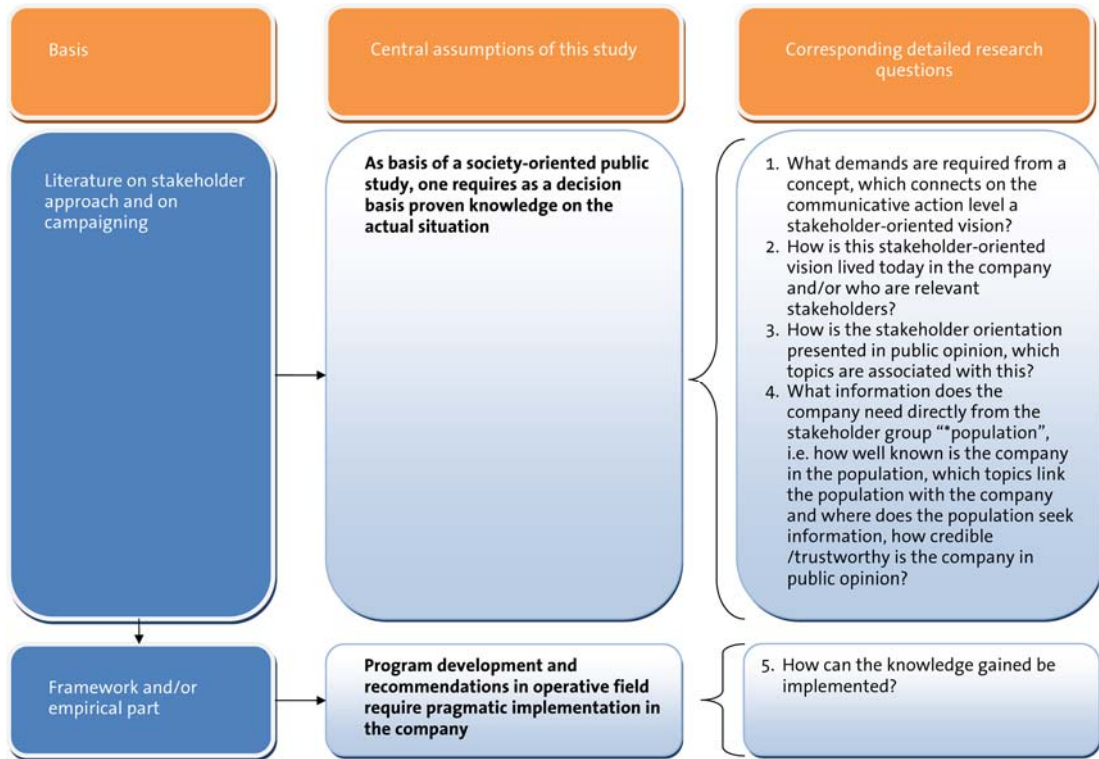 Basis
Central assumptions of this study
Corresponding detailed research
questions
Literature on stakeholder
approach and on
campaigning
As basis of a society-oriented public
study, one requires as a decision
basis proven knowledge on the
actual situation
1. What demands are required from a
concept, which connects on the
communicative action level a
stakeholder-oriented vision?
2. How is this stakeholder-oriented
vision lived today in the company
and/or who are relevant
stakeholders?
3. How is the stakeholder orientation
presented in public opinion, which
topics are associated with this?
4. What information does the
company need directly from the
stakeholder group “*population”,
i.e. how well known is the company
in the population, which topics link
the population with the company
and where does the population seek
information, how credible
/trustworthy is the company in
public opinion?
Framework and/or
empirical part
Program development and
recommendations in operative field
require pragmatic implementation in
the company
5. How can the knowledge gained be
implemented?